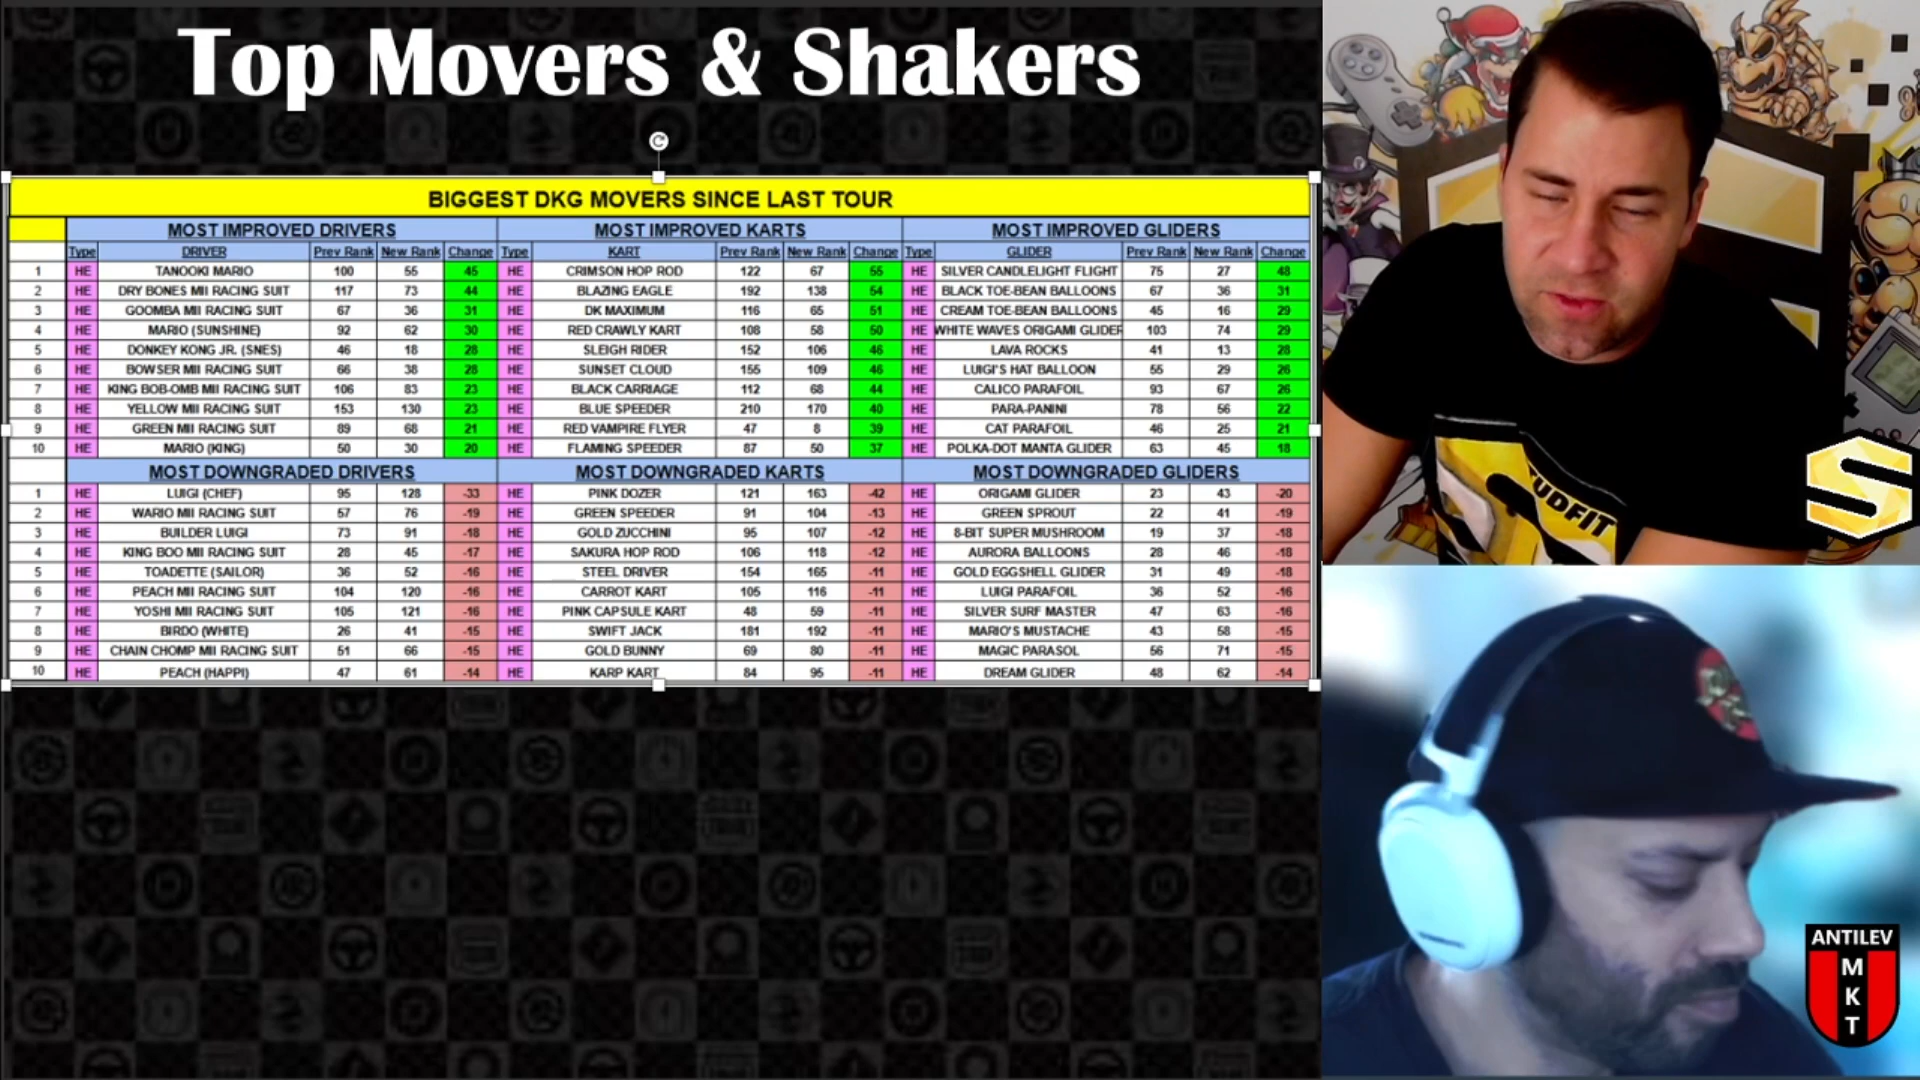 Top Movers & Shakers
BIGGEST DKG MOVERS SINCE LAST TOUR
MOST IMPROVED DRIVERS MOST IMPROVED KARTS MOST IMPROVED GLIDERS
Type DRIVER Prev Rank New Rank Change Type KART Prev Rank New Rank Change Type GLIDER Prev Rank New Rank Change
1 HE TANOOKI MARIO 100 55 45 HE CRIMSON HOP ROD 122 67 55 HE SILVER CANDLELIGHT FLIGHT 75 27 48
2 HE DRY BONES MII RACING SUIT 117 73 44 HE BLAZING EAGLE 192 138 54 HE BLACK TOE-BEAN BALLOONS 67 36 31
3 HE GOOMBA MII RACING SUIT 67 36 31 HE DK MAXIMUM 116 65 51 HE CREAM TOE-BEAN BALLOONS 45 16 29
4 HE MARIO (SUNSHINE) 92 62 30 HE RED CRAWLY KART 108 58 50 HE WHITE WAVES ORIGAMI GLIDER 103 74 29
5 HE DONKEY KONG JR. (SNES) 46 18 28 HE SLEIGH RIDER 152 106 46 HE LAVA ROCKS 41 13 28
6 HE BOWSER MII RACING SUIT 66 38 28 HE SUNSET CLOUD 155 109 46 HE LUIGI'S HAT BALLOON 55 29 26
7 HE KING BOB-OMB MII RACING SUIT 106 83 23 HE BLACK CARRIAGE 112 68 44 HE CALICO PARAFOIL 93 67 26
8 HE YELLOW MII RACING SUIT 153 130 23 HE BLUE SPEEDER 210 170 40 HE PARA-PANINI 78 56 22
9 HE GREEN MII RACING SUIT 89 68 21 HE RED VAMPIRE FLYER 47 8 39 HE CAT PARAFOIL 46 25 21
10 HE MARIO (KING) 50 30 20 HE FLAMING SPEEDER 87 50 37 HE POLKA-DOT MANTA GLIDER 63 45 18
MOST DOWNGRADED DRIVERS MOST DOWNGRADED KARTS MOST DOWNGRADED GLIDERS
1 HE LUIGI (CHEF) 95 128 -33 HE PINK DOZER 121 163 -42 HE ORIGAMI GLIDER 23 43 -20
2 HE WARIO MII RACING SUIT 57 76 -19 HE GREEN SPEEDER 91 104 -13 HE GREEN SPROUT 22 41 -19
3 HE BUILDER LUIGI 73 91 -18 HE GOLD ZUCCHINI 95 107 -12 HE 8-BIT SUPER MUSHROOM 19 37 -18
4 HE KING BOO MII RACING SUIT 28 45 -17 HE SAKURA HOP ROD 106 118 -12 HE AURORA BALLOONS 28 46 -18
5 HE TOADETTE (SAILOR) 36 52 -16 HE STEEL DRIVER 154 165 -11 HE GOLD EGGSHELL GLIDER 31 49 -18
6 HE PEACH MII RACING SUIT 104 120 -16 HE CARROT KART 105 116 -11 HE LUIGI PARAFOIL 36 52 -16
7 HE YOSHI MII RACING SUIT 105 121 -16 HE PINK CAPSULE KART 48 59 -11 HE SILVER SURF MASTER 47 63 -16
8 HE BIRDO (WHITE) 26 41 -15 HE SWIFT JACK 181 192 -11 HE MARIO'S MUSTACHE 43 58 -15
9 HE CHAIN CHOMP MII RACING SUIT 51 66 -15 HE GOLD BUNNY 69 80 -11 HE MAGIC PARASOL 56 71 -15
10 HE PEACH (HAPPI) 47 61 -14 HE KARP KART 84 95 -11 HE DREAM GLIDER 48 62 -14
UDFIT
S
ANTILEV
M
K
T